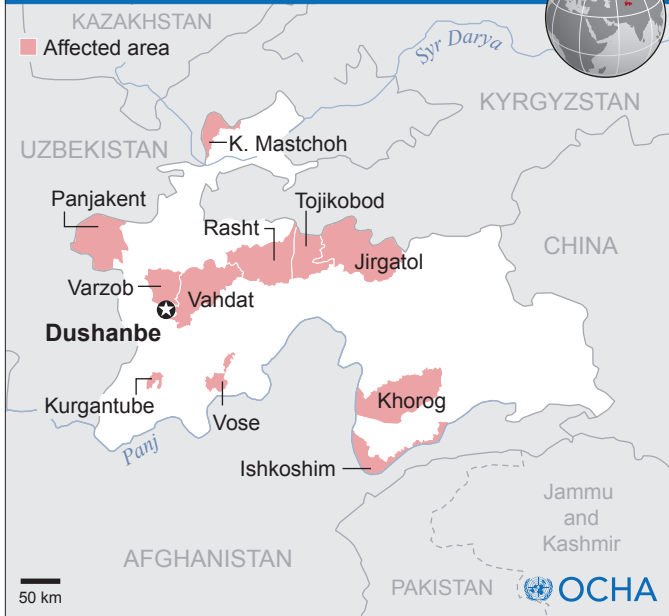 KAZAKHSTAN
Affected area
Syr Darya
KYRGYZSTAN
K. Mastchoh
UZBEKISTAN
Panjakent
Tojikobod
Rasht
CHINA
Jirgatol
Varzob
Vahdat
Dushanbe
Khorog
Kurgantube
Vose
Panj
Ishkoshim
Jammu
and
Kashmir
AFGHANISTAN
PAKISTAN
50 km
OCHA